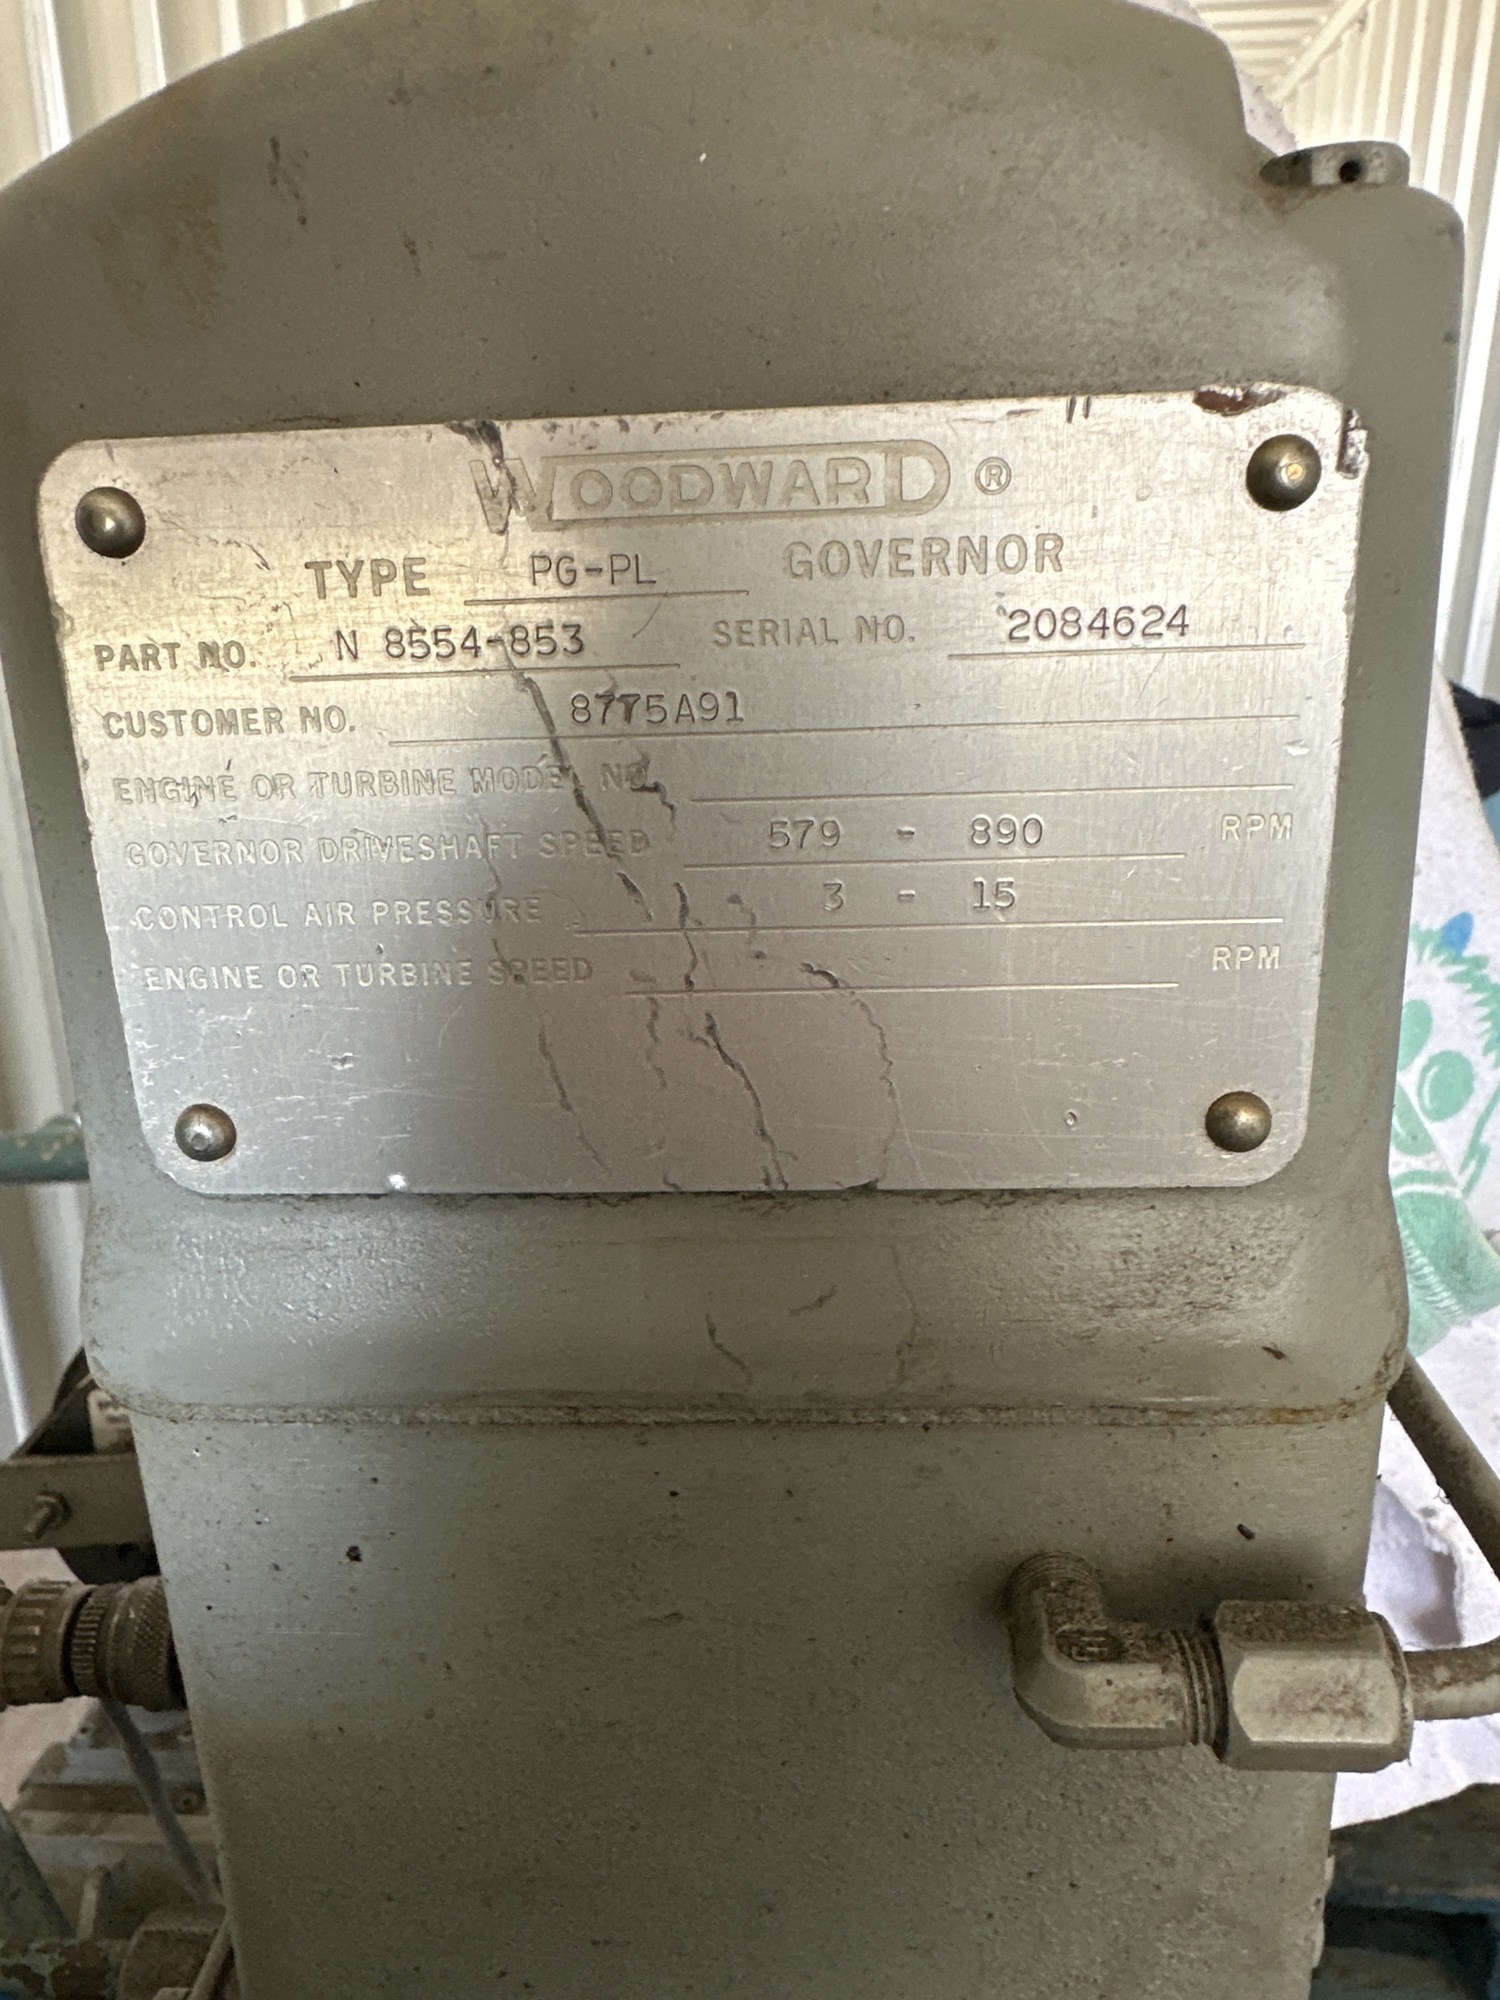 WOODWARD ®
TYPE PG-PL GOVERNOR
PART NO. N 8554-853 SERIAL NO. 2084624
CUSTOMER NO. 8775A91
ENGINE OR TURBINE MODEL NO.
GOVERNOR DRIVESHAFT SPEED 579 - 890 RPM
CONTROL AIR PRESSURE 3 - 15
ENGINE OR TURBINE SPEED RPM